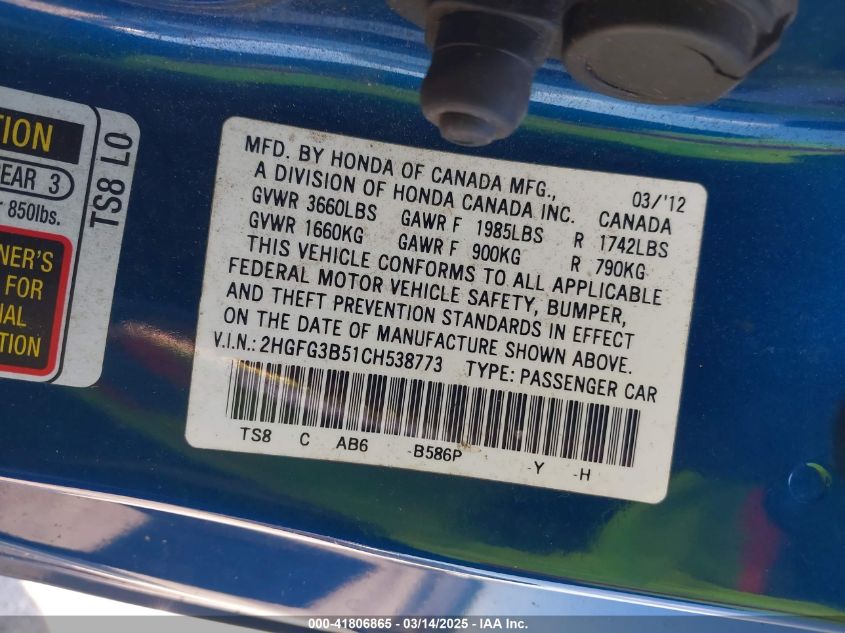 TION
EAR 3
850lbs.
NER'S
FOR
TION
TS8 L0
MFD. BY HONDA OF CANADA MFG., 03/'12
A DIVISION OF HONDA CANADA INC. CANADA
GVWR 3660LBS GAWR F 1985LBS R 1742LBS
GVWR 1660KG GAWR F 900KG R 790KG
THIS VEHICLE CONFORMS TO ALL APPLICABLE
FEDERAL MOTOR VEHICLE SAFETY, BUMPER,
AND THEFT PREVENTION STANDARDS IN EFFECT
ON THE DATE OF MANUFACTURE SHOWN ABOVE.
V.I.N.: 2HGFG3B51CH538773 TYPE: PASSENGER CAR
TS8 C AB6 -B586P -Y -H
000-41806865 - 03/14/2025 - IAA Inc.